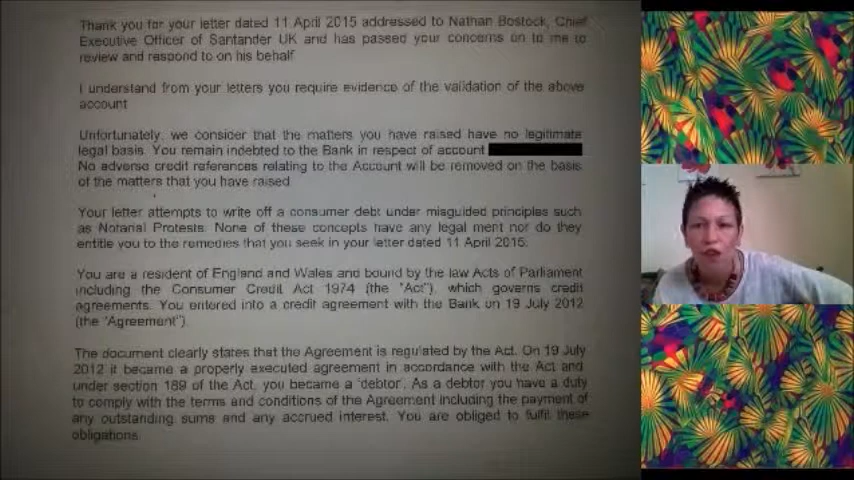 Thank you for your letter dated 11 April 2015 addressed to Nathan Bostock, Chief
Executive Officer of Santander UK and has passed your concerns on to me to
review and respond to on his behalf
I understand from your letters you require evidence of the validation of the above
account
Unfortunately, we consider that the matters you have raised have no legitimate
legal basis. You remain indebted to the Bank in respect of account
No adverse credit references relating to the Account will be removed on the basis
of the matters that you have raised
Your letter attempts to write off a consumer debt under misguided principles such
as Notarial Protests. None of these concepts have any legal merit nor do they
entitle you to the remedies that you seek in your letter dated 11 April 2015.
You are a resident of England and Wales and bound by the law Acts of Parliament
including the Consumer Credit Act 1974 (the "Act"), which governs credit
agreements. You entered into a credit agreement with the Bank on 19 July 2012
(the "Agreement").
The document clearly states that the Agreement is regulated by the Act. On 19 July
2012 it became a properly executed agreement in accordance with the Act and
under section 189 of the Act, you became a 'debtor'. As a debtor you have a duty
to comply with the terms and conditions of the Agreement including the payment of
any outstanding sums and any accrued interest. You are obliged to fulfil these
obligations